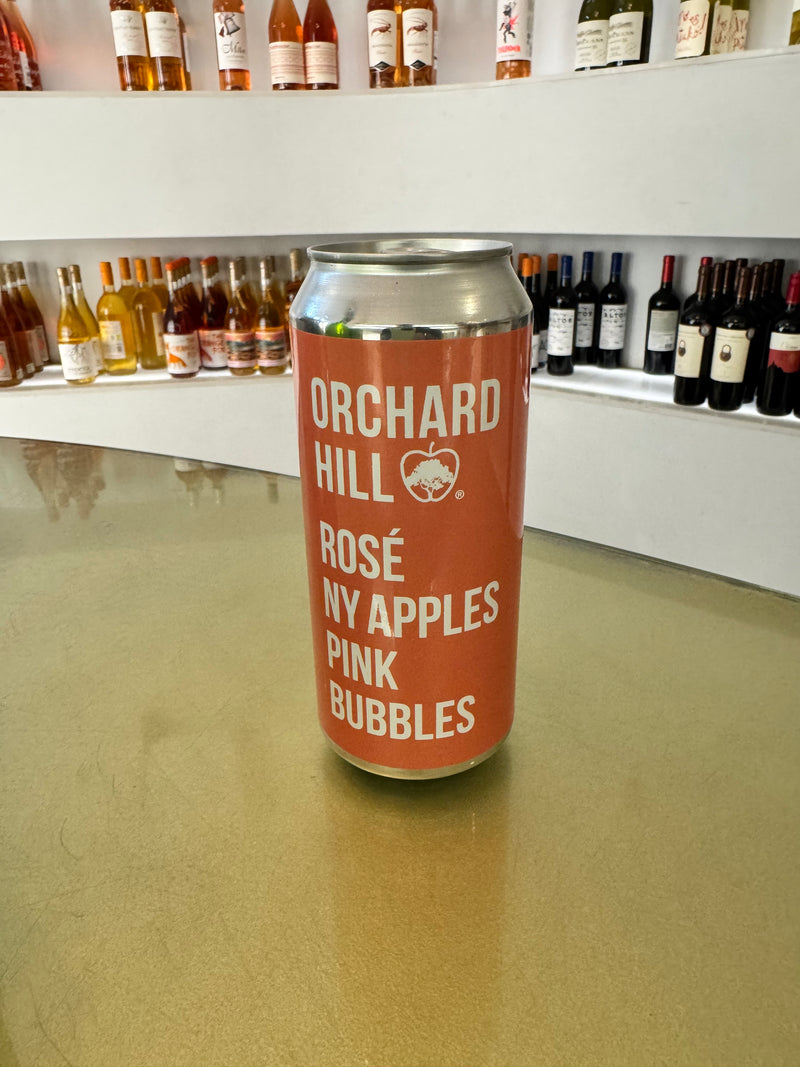 ORCHARD
HILL ®
ROSÉ
NY APPLES
PINK
BUBBLES